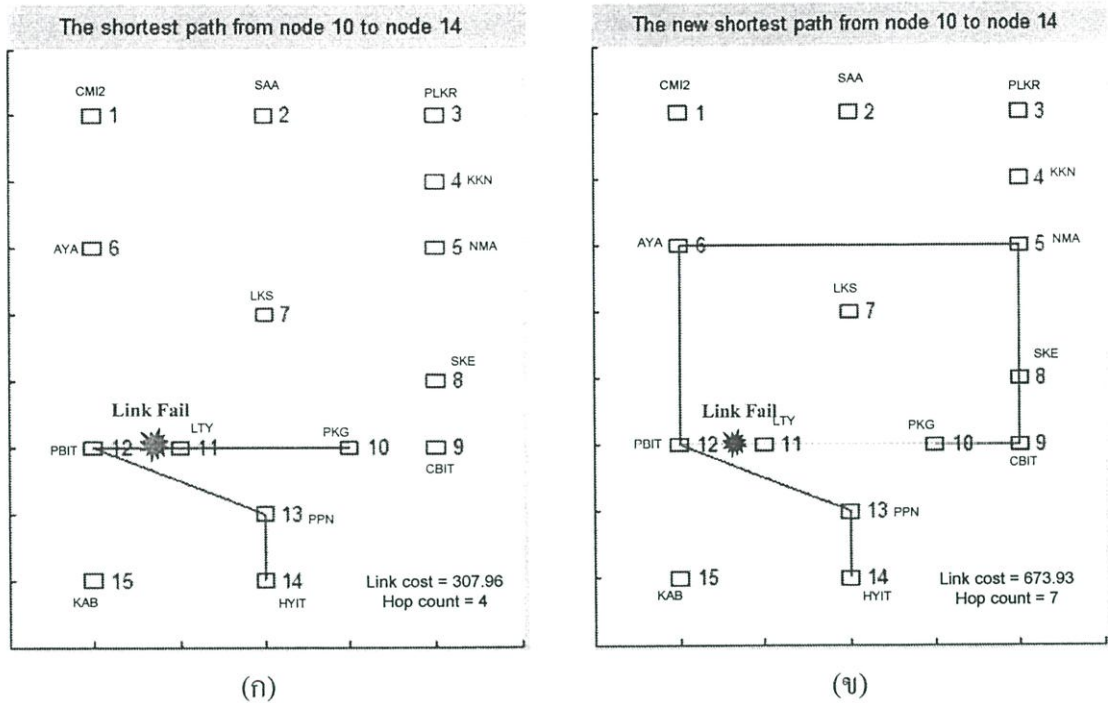 The shortest path from node 10 to node 14
CMI2
1
SAA
2
PLKR
3
4 KKN
AYA 6
5 NMA
LKS
7
SKE
8
Link Fail
LTY
PKG
PBIT 12
11
10
9
CBIT
13 PPN
15
KAB
14
HYIT
Link cost = 307.96
Hop count = 4
(ก)
The new shortest path from node 10 to node 14
CMI2
1
SAA
2
PLKR
3
4 KKN
AYA 6
5 NMA
LKS
7
SKE
8
Link Fail
LTY
PKG
PBIT 12
11
10
9
CBIT
13 PPN
15
KAB
14
HYIT
Link cost = 673.93
Hop count = 7
(ข)